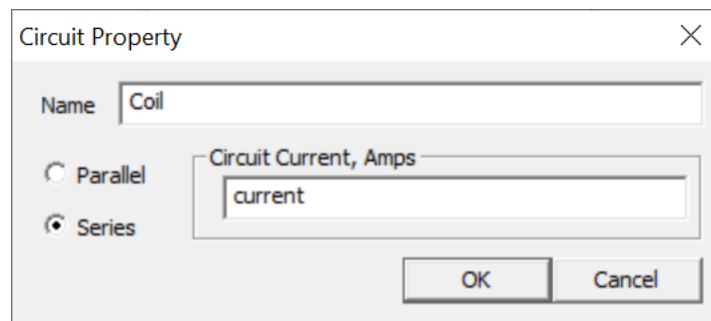 Circuit Property
Name Coil
Circuit Current, Amps
Parallel
current
Series
OK Cancel